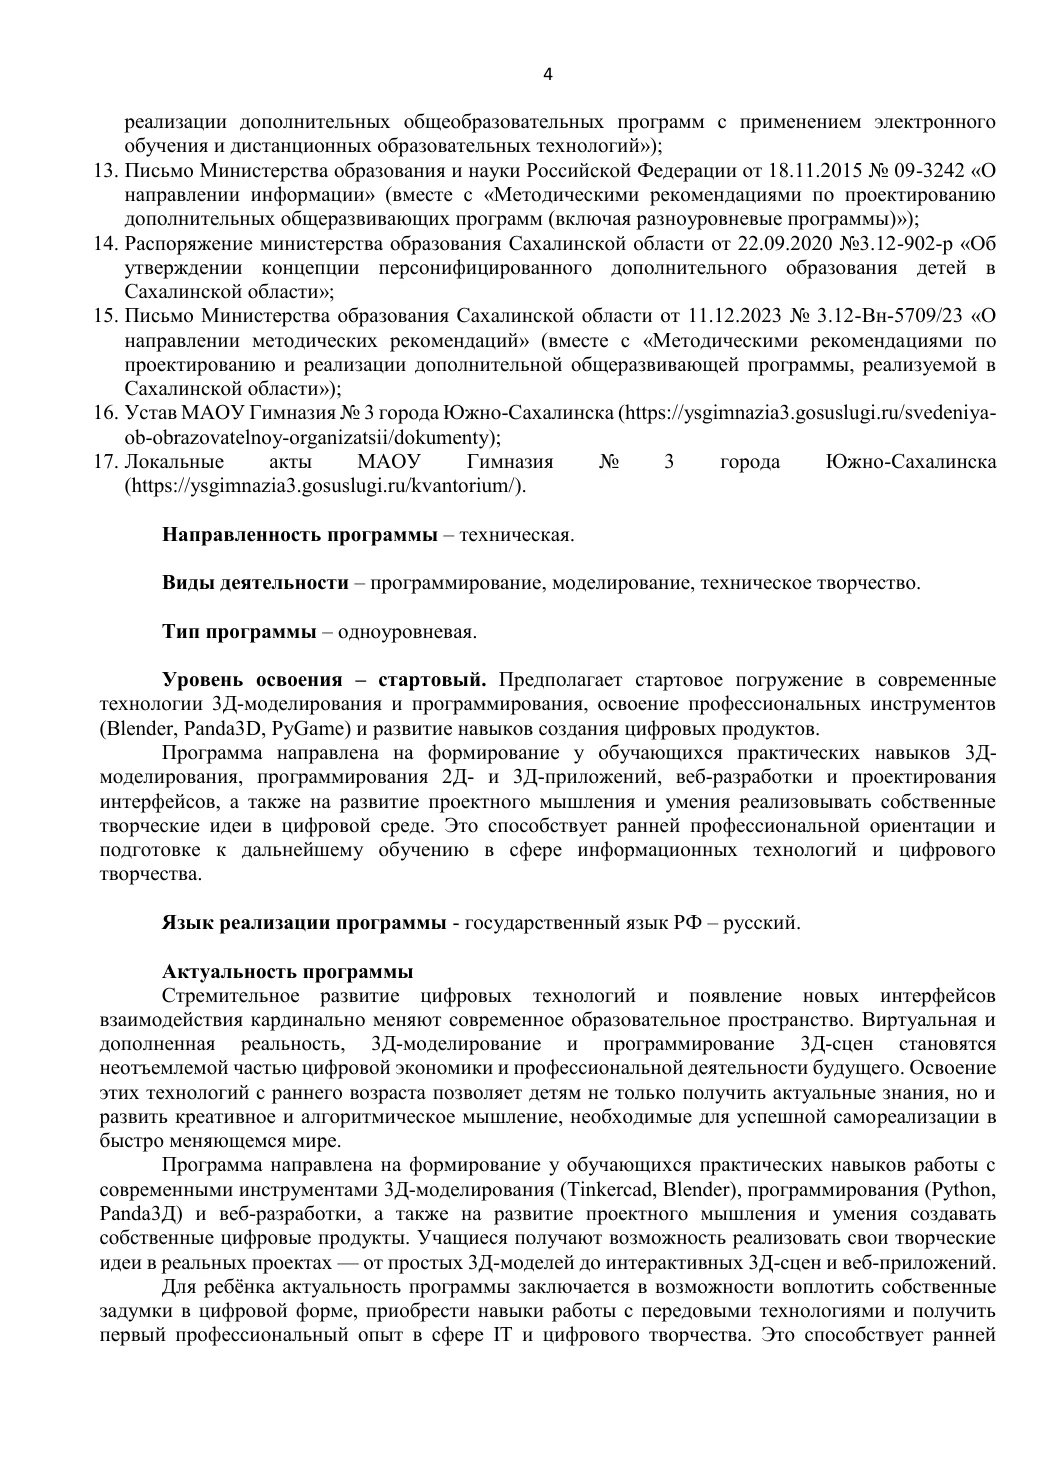 4
реализации дополнительных общеобразовательных программ с применением электронного
обучения и дистанционных образовательных технологий»);
13. Письмо Министерства образования и науки Российской Федерации от 18.11.2015 № 09-3242 «О
направлении информации» (вместе с «Методическими рекомендациями по проектированию
дополнительных общеразвивающих программ (включая разноуровневые программы)»);
14. Распоряжение министерства образования Сахалинской области от 22.09.2020 №3.12-902-р «Об
утверждении концепции персонифицированного дополнительного образования детей в
Сахалинской области»;
15. Письмо Министерства образования Сахалинской области от 11.12.2023 № 3.12-Вн-5709/23 «О
направлении методических рекомендаций» (вместе с «Методическими рекомендациями по
проектированию и реализации дополнительной общеразвивающей программы, реализуемой в
Сахалинской области»);
16. Устав МАОУ Гимназия № 3 города Южно-Сахалинска (https://ysgimnazia3.gosuslugi.ru/svedeniya-
ob-obrazovatelnoy-organizatsii/dokumenty);
17. Локальные акты МАОУ Гимназия № 3 города Южно-Сахалинска
(https://ysgimnazia3.gosuslugi.ru/kvantorium/).
Направленность программы – техническая.
Виды деятельности – программирование, моделирование, техническое творчество.
Тип программы – одноуровневая.
Уровень освоения – стартовый. Предполагает стартовое погружение в современные
технологии 3Д-моделирования и программирования, освоение профессиональных инструментов
(Blender, Panda3D, PyGame) и развитие навыков создания цифровых продуктов.
Программа направлена на формирование у обучающихся практических навыков 3Д-
моделирования, программирования 2Д- и 3Д-приложений, веб-разработки и проектирования
интерфейсов, а также на развитие проектного мышления и умения реализовывать собственные
творческие идеи в цифровой среде. Это способствует ранней профессиональной ориентации и
подготовке к дальнейшему обучению в сфере информационных технологий и цифрового
творчества.
Язык реализации программы - государственный язык РФ – русский.
Актуальность программы
Стремительное развитие цифровых технологий и появление новых интерфейсов
взаимодействия кардинально меняют современное образовательное пространство. Виртуальная и
дополненная реальность, 3Д-моделирование и программирование 3Д-сцен становятся
неотъемлемой частью цифровой экономики и профессиональной деятельности будущего. Освоение
этих технологий с раннего возраста позволяет детям не только получить актуальные знания, но и
развить креативное и алгоритмическое мышление, необходимые для успешной самореализации в
быстро меняющемся мире.
Программа направлена на формирование у обучающихся практических навыков работы с
современными инструментами 3Д-моделирования (Tinkercad, Blender), программирования (Python,
Panda3Д) и веб-разработки, а также на развитие проектного мышления и умения создавать
собственные цифровые продукты. Учащиеся получают возможность реализовать свои творческие
идеи в реальных проектах — от простых 3Д-моделей до интерактивных 3Д-сцен и веб-приложений.
Для ребёнка актуальность программы заключается в возможности воплотить собственные
задумки в цифровой форме, приобрести навыки работы с передовыми технологиями и получить
первый профессиональный опыт в сфере IT и цифрового творчества. Это способствует ранней